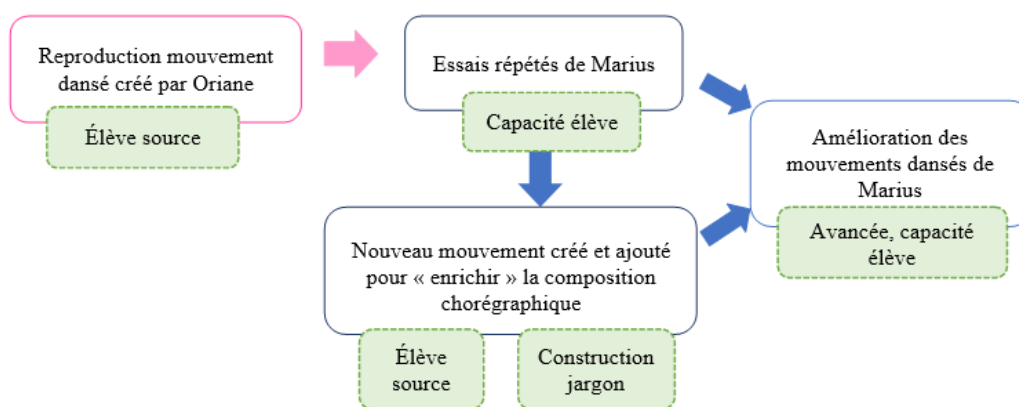 Reproduction mouvement
dansé créé par Oriane
Élève source
Essais répétés de Marius
Capacité élève
Nouveau mouvement créé et ajouté
pour « enrichir » la composition
chorégraphique
Élève
source
Construction
jargon
Amélioration des
mouvements dansés de
Marius
Avancée, capacité
élève